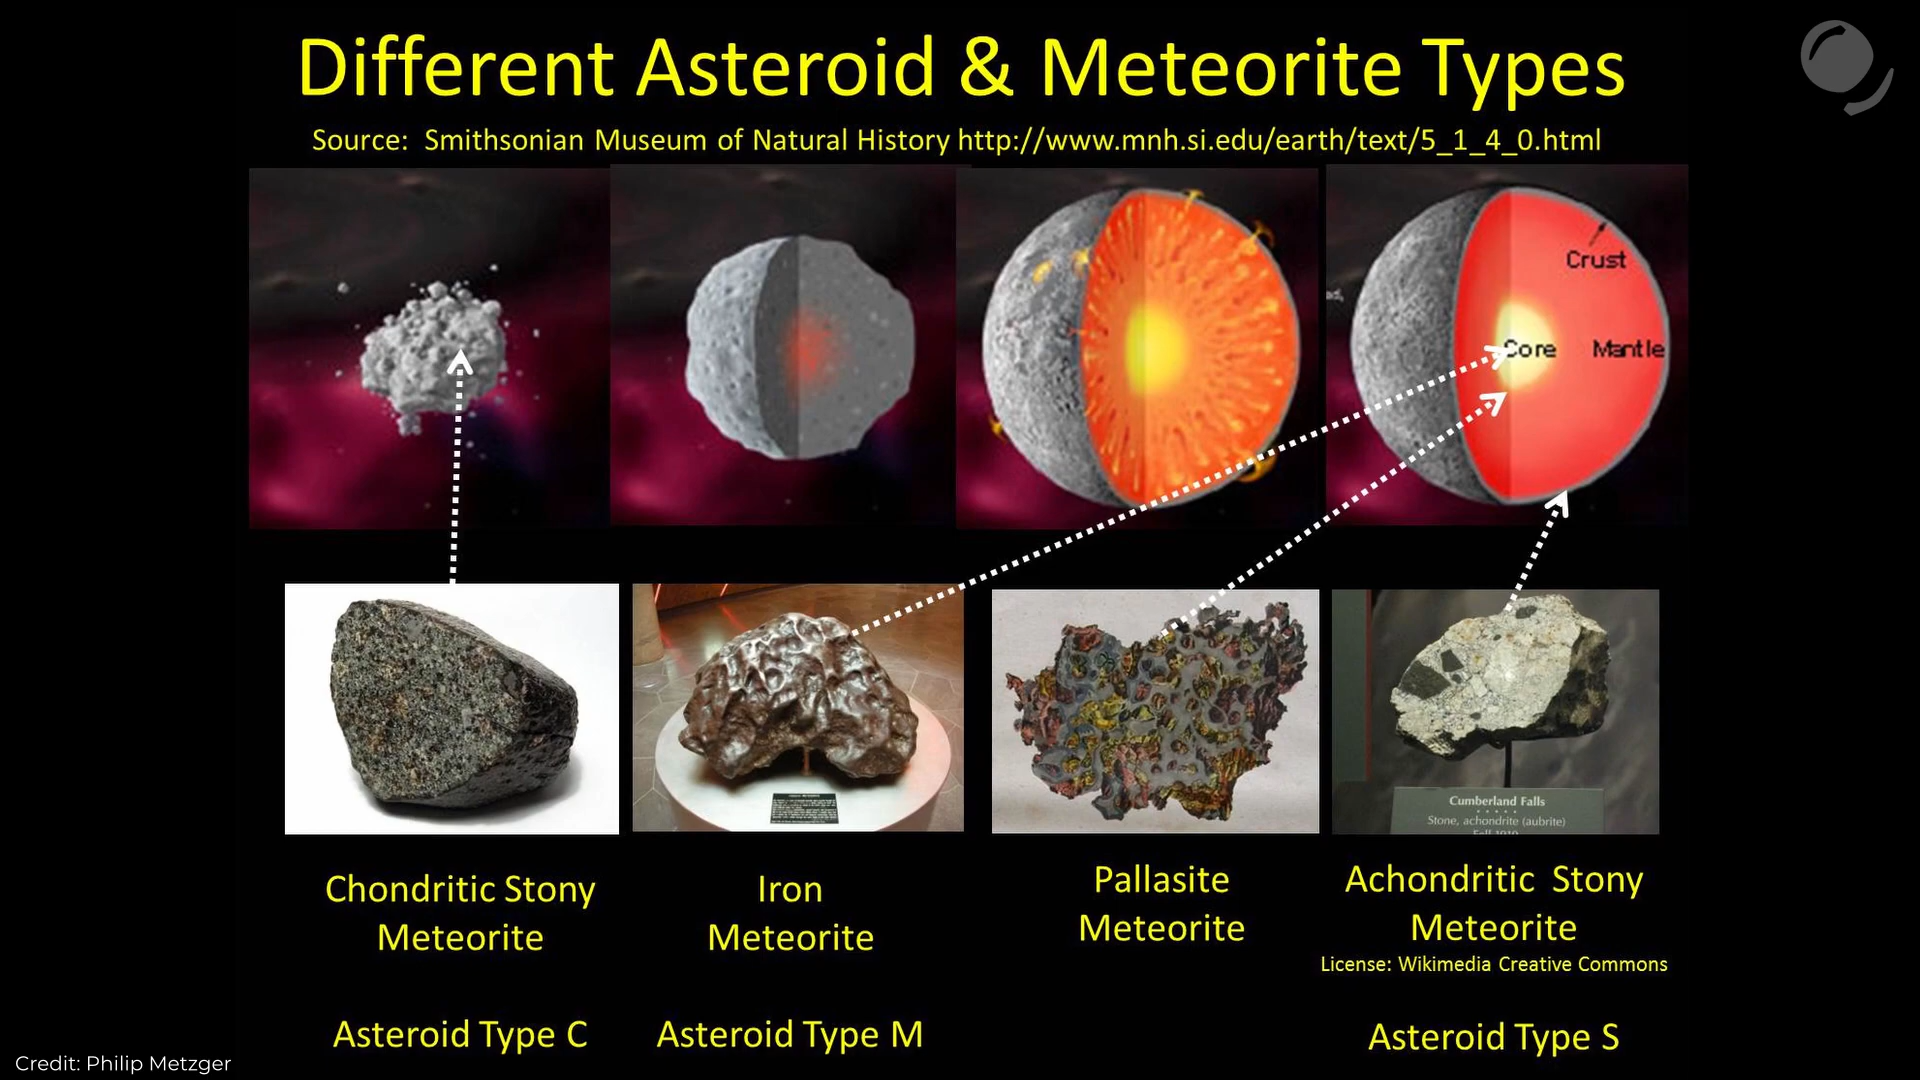 Different Asteroid & Meteorite Types
Source: Smithsonian Museum of Natural History http://www.mnh.si.edu/earth/text/5_1_4_0.html
Crust
Core
Mantle
Cumberland Falls
Stone, achondrite (aubrite)
Chondritic Stony
Meteorite
Iron
Meteorite
Pallasite
Meteorite
Achondritic Stony
Meteorite
License: Wikimedia Creative Commons
Asteroid Type C
Asteroid Type M
Asteroid Type S
Credit: Philip Metzger